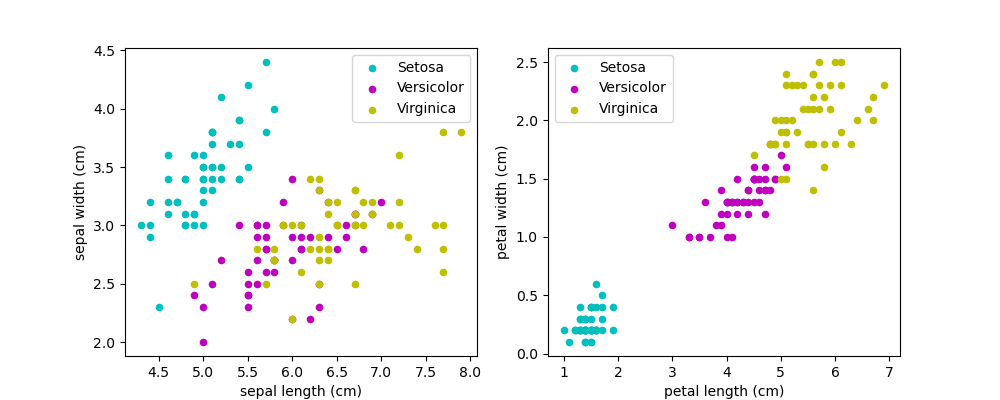 4.5
4.0
3.5
3.0
2.5
2.0
sepal width (cm)
4.5 5.0 5.5 6.0 6.5 7.0 7.5 8.0
sepal length (cm)
Setosa
Versicolor
Virginica
2.5
2.0
1.5
1.0
0.5
0.0
petal width (cm)
1 2 3 4 5 6 7
petal length (cm)
Setosa
Versicolor
Virginica